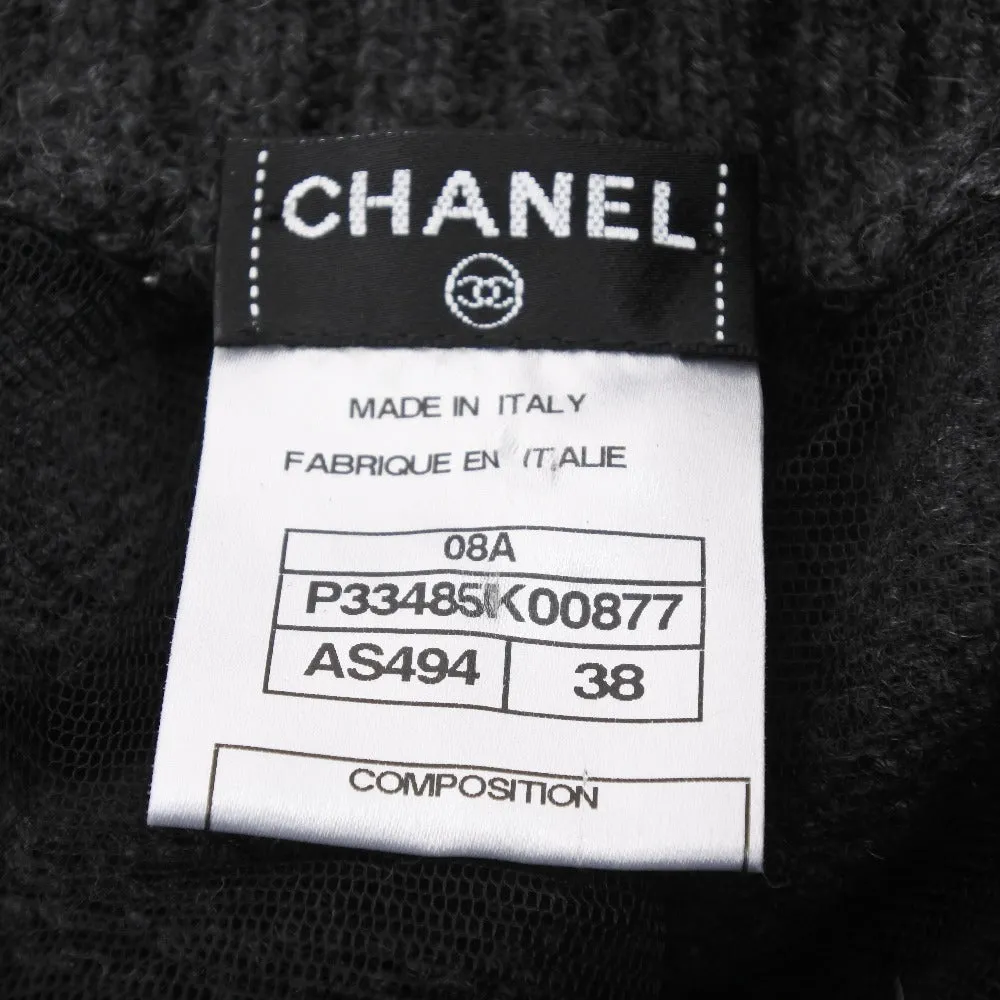 CHANEL
MADE IN ITALY
FABRIQUE EN ITALIE
08A
P33485K00877
AS494 38
COMPOSITION